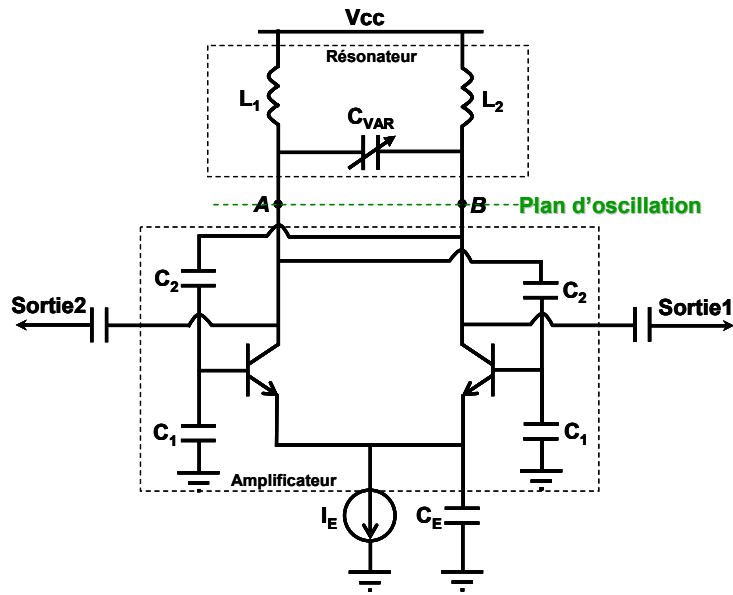 Vcc
Résonateur
L1
L2
CVAR
A
B
Plan d'oscillation
C2
C2
Sortie2
Sortie1
C1
C1
Amplificateur
IE
CE